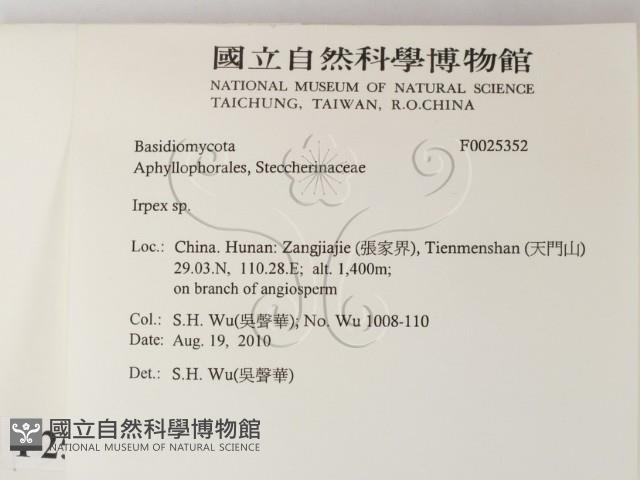 國立自然科學博物館
NATIONAL MUSEUM OF NATURAL SCIENCE
TAICHUNG, TAIWAN, R.O.CHINA
Basidiomycota F0025352
Aphyllophorales, Steccherinaceae
Irpex sp.
Loc.: China. Hunan: Zangjiajie (張家界), Tienmenshan (天門山)
29.03.N, 110.28.E; alt. 1,400m;
on branch of angiosperm
Col.: S.H. Wu(吳聲華); No. Wu 1008-110
Date: Aug. 19, 2010
Det.: S.H. Wu(吳聲華)
國立自然科學博物館
NATIONAL MUSEUM OF NATURAL SCIENCE